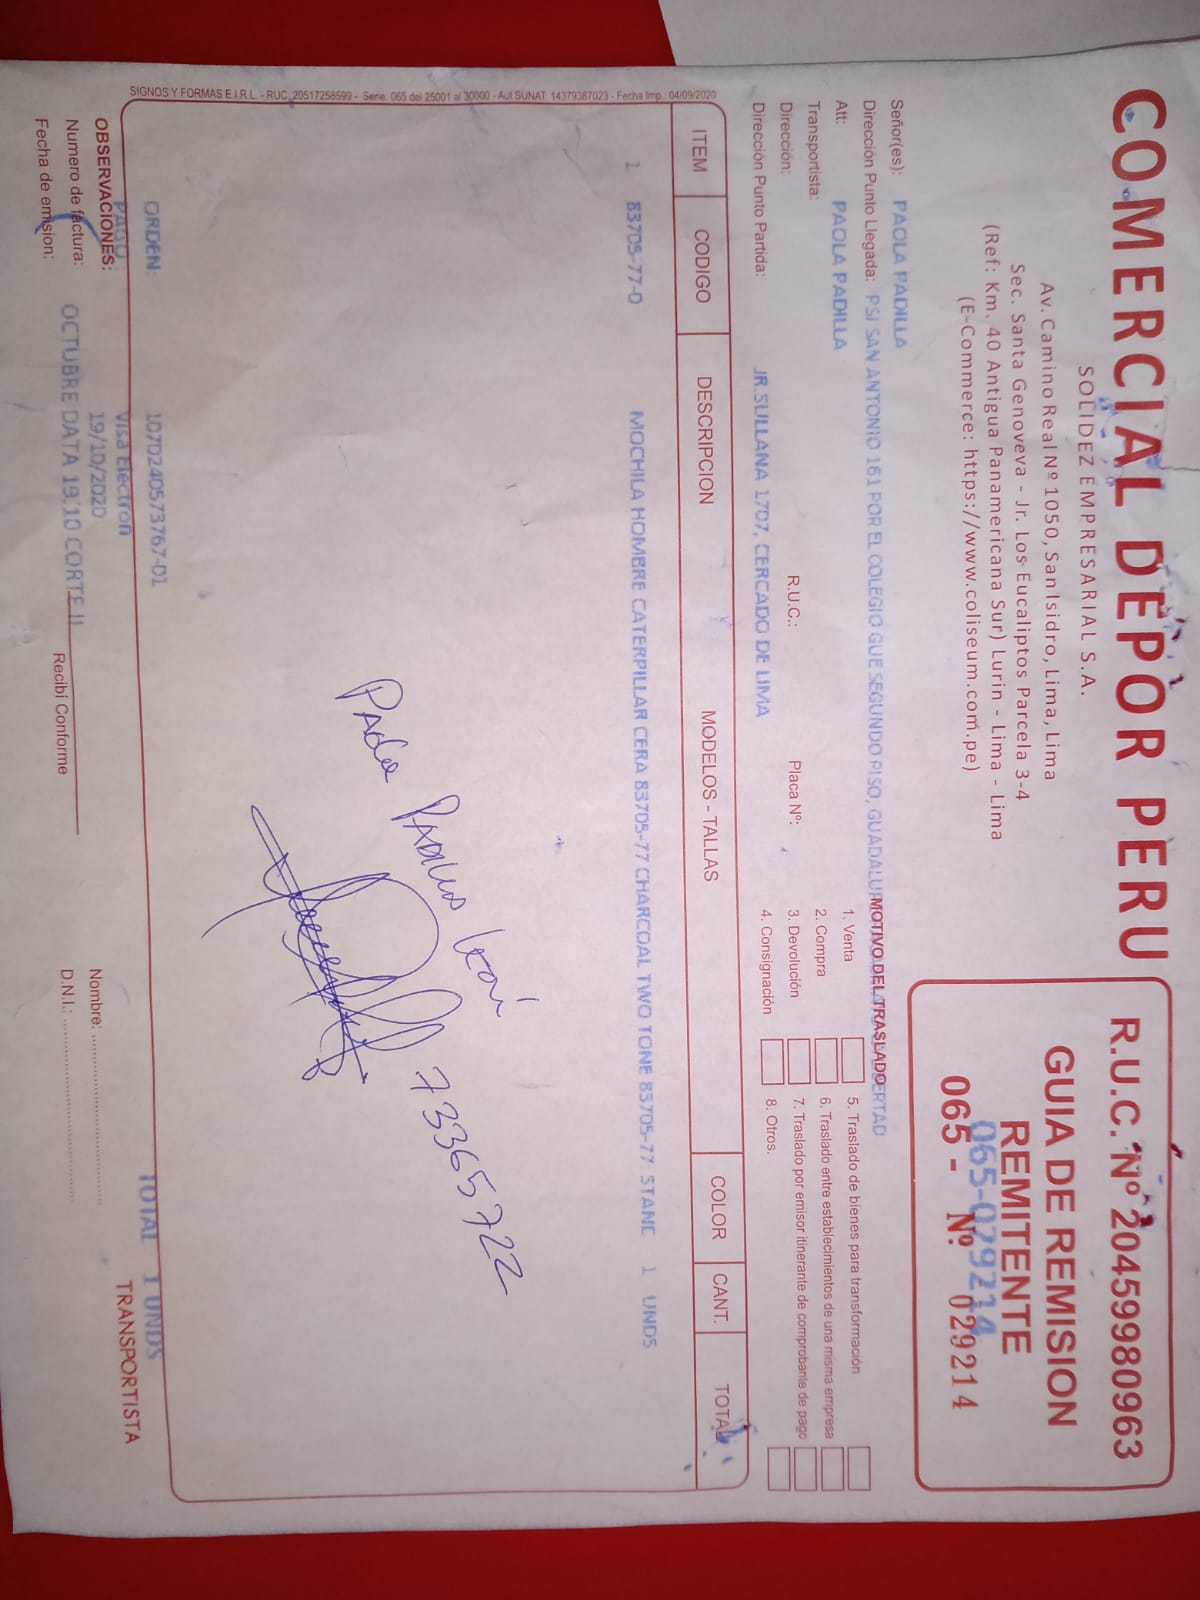 COMERCIAL DEPOR PERU
SOLIDEZ EMPRESARIAL S.A.
Av. Camino Real Nº 1050, San Isidro, Lima, Lima
Sec. Santa Genoveva - Jr. Los Eucaliptos Parcela 3-4
(Ref: Km. 40 Antigua Panamericana Sur) Lurin - Lima - Lima
(E-Commerce: https://www.coliseum.com.pe)
R.U.C. Nº 20459980963
GUIA DE REMISION
REMITENTE
065-029214
065 - Nº 029214
Señor(es): PAOLA PADILLA
Dirección Punto Llegada: PSJ SAN ANTONIO 161 POR EL COLEGIO GUE SEGUNDO PISO, GUADALUP
Att: PAOLA PADILLA
Transportista:
Dirección: R.U.C.: Placa Nº:
Dirección Punto Partida: JR.SULLANA 1707, CERCADO DE LIMA
MOTIVO DEL TRASLADO ERTAD
1. Venta 5. Traslado de bienes para transformación
2. Compra 6. Traslado entre establecimientos de una misma empresa
3. Devolución 7. Traslado por emisor itinerante de comprobante de pago
4. Consignación 8. Otros.
ITEM CODIGO DESCRIPCION MODELOS - TALLAS COLOR CANT. TOTAL
1 83705-77-0 MOCHILA HOMBRE CATERPILLAR CERA 83705-77 CHARCOAL TWO TONE 83705-77: STANC 1 UNDS
Padilla 73365722
ORDEN: 1070240573767-01 TOTAL 1 UNDS
PAGO Visa Electron
TRANSPORTISTA
OBSERVACIONES: 19/10/2020
Numero de factura: OCTUBRE DATA 19.10 CORTE II
Fecha de emision:
Recibí Conforme
Nombre:
D.N.I.:
SIGNOS Y FORMAS E.I.R.L. - RUC. 20517258599 - Serie: 065 del 25001 al 30000 - Aut SUNAT 14379387023 - Fecha Imp. 04/09/2020